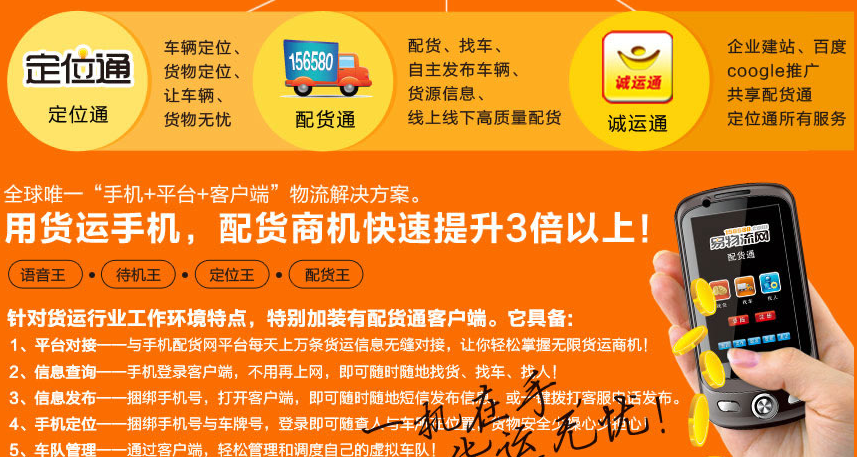 定位通
定位通
车辆定位、
货物定位、
让车辆、
货物无忧
156580
配货通
配货、找车、
自主发布车辆、
货源信息、
线上线下高质量配货
诚运通
诚运通
企业建站、百度
coogle推广
共享配货通
定位通所有服务
全球唯一“手机+平台+客户端”物流解决方案。
用货运手机，配货商机快速提升3倍以上！
语音王 • 待机王 • 定位王 • 配货王
针对货运行业工作环境特点，特别加装有配货通客户端。它具备：
1、平台对接——与手机配货网平台每天上万条货运信息无缝对接，让你轻松掌握无限货运商机！
2、信息查询——手机登录客户端，不用再上网，即可随时随地找货、找车、找人！
3、信息发布——捆绑手机号，打开客户端，即可随时随地短信发布信息，或一键拨打客服电话发布。
4、手机定位——捆绑手机号与车牌号，登录即可随查人与车所在位置，货物安全少操心少担心！
5、车队管理——通过客户端，轻松管理和调度自己的虚拟车队！
一机在手
货运无忧！
易物流网
配货通
找车
找人